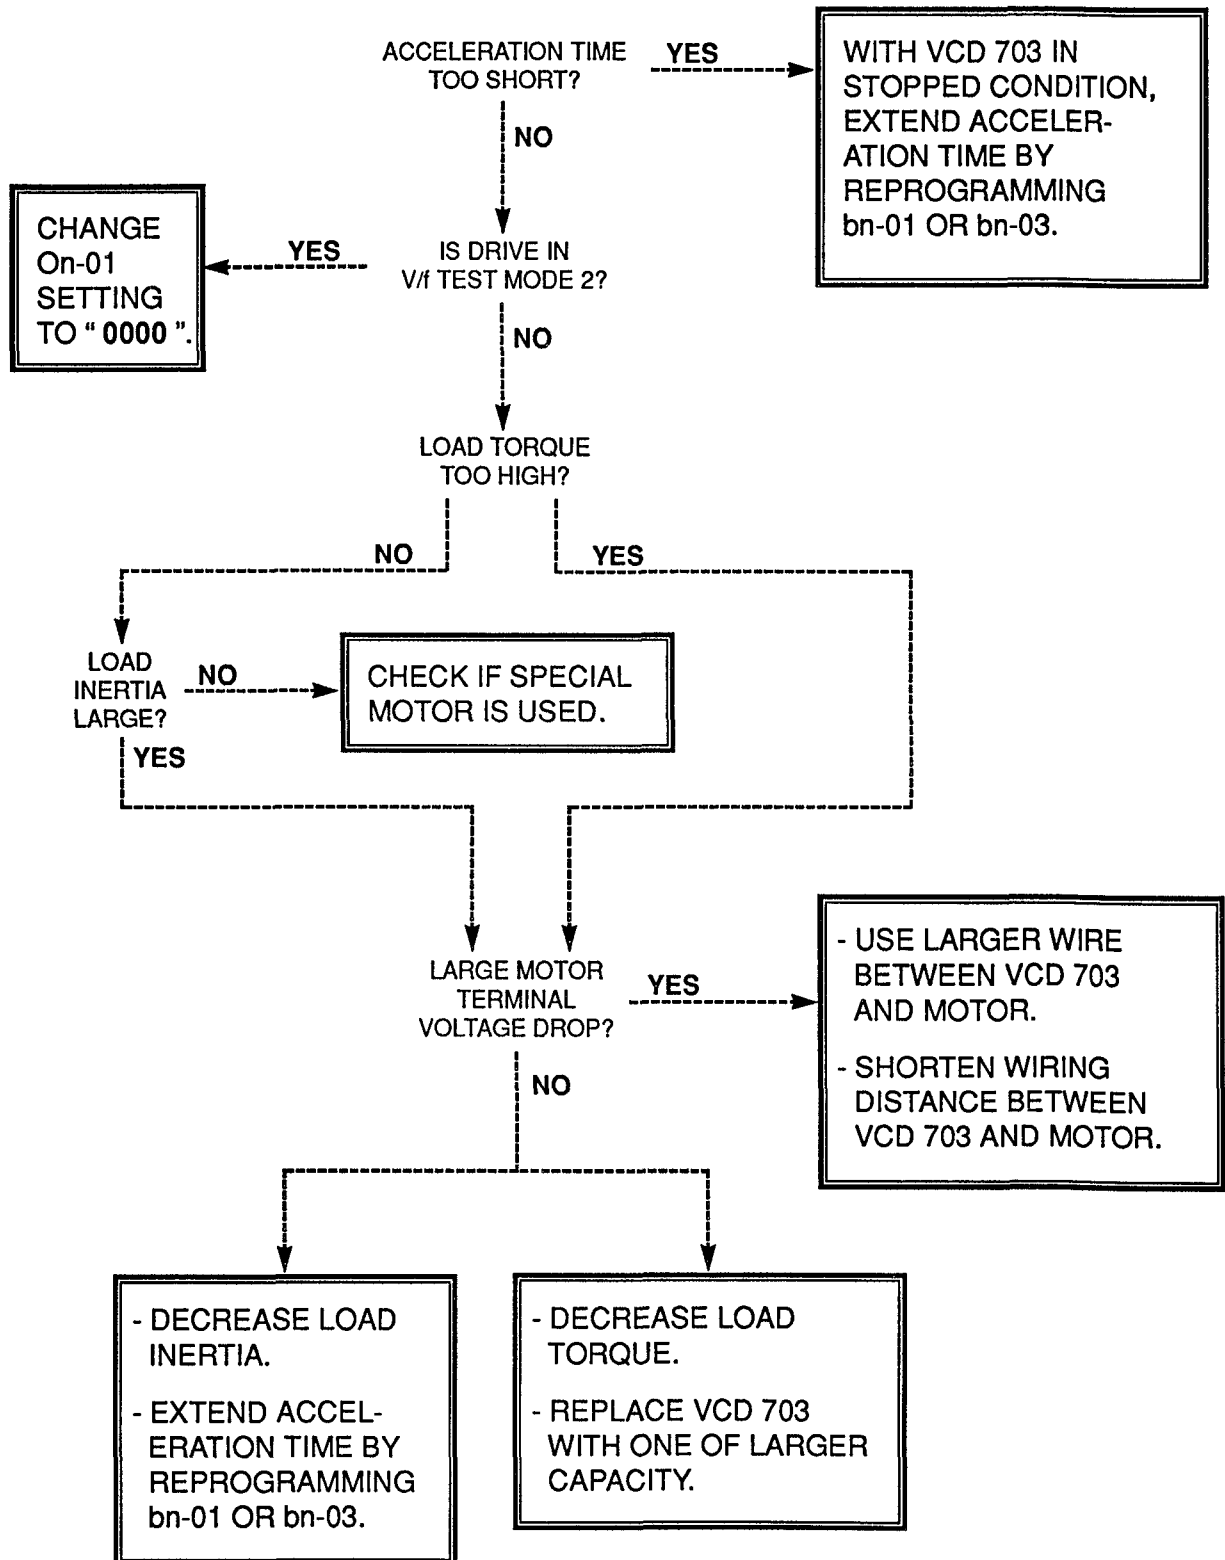 ACCELERATION TIME
TOO SHORT?
YES
WITH VCD 703 IN
STOPPED CONDITION,
EXTEND ACCELER-
ATION TIME BY
REPROGRAMMING
bn-01 OR bn-03.
NO
CHANGE
On-01
SETTING
TO " 0000 ".
YES
IS DRIVE IN
V/f TEST MODE 2?
NO
LOAD TORQUE
TOO HIGH?
NO
YES
LOAD
INERTIA
LARGE?
NO
CHECK IF SPECIAL
MOTOR IS USED.
YES
LARGE MOTOR
TERMINAL
VOLTAGE DROP?
YES
- USE LARGER WIRE
BETWEEN VCD 703
AND MOTOR.
- SHORTEN WIRING
DISTANCE BETWEEN
VCD 703 AND MOTOR.
NO
- DECREASE LOAD
INERTIA.
- EXTEND ACCEL-
ERATION TIME BY
REPROGRAMMING
bn-01 OR bn-03.
- DECREASE LOAD
TORQUE.
- REPLACE VCD 703
WITH ONE OF LARGER
CAPACITY.